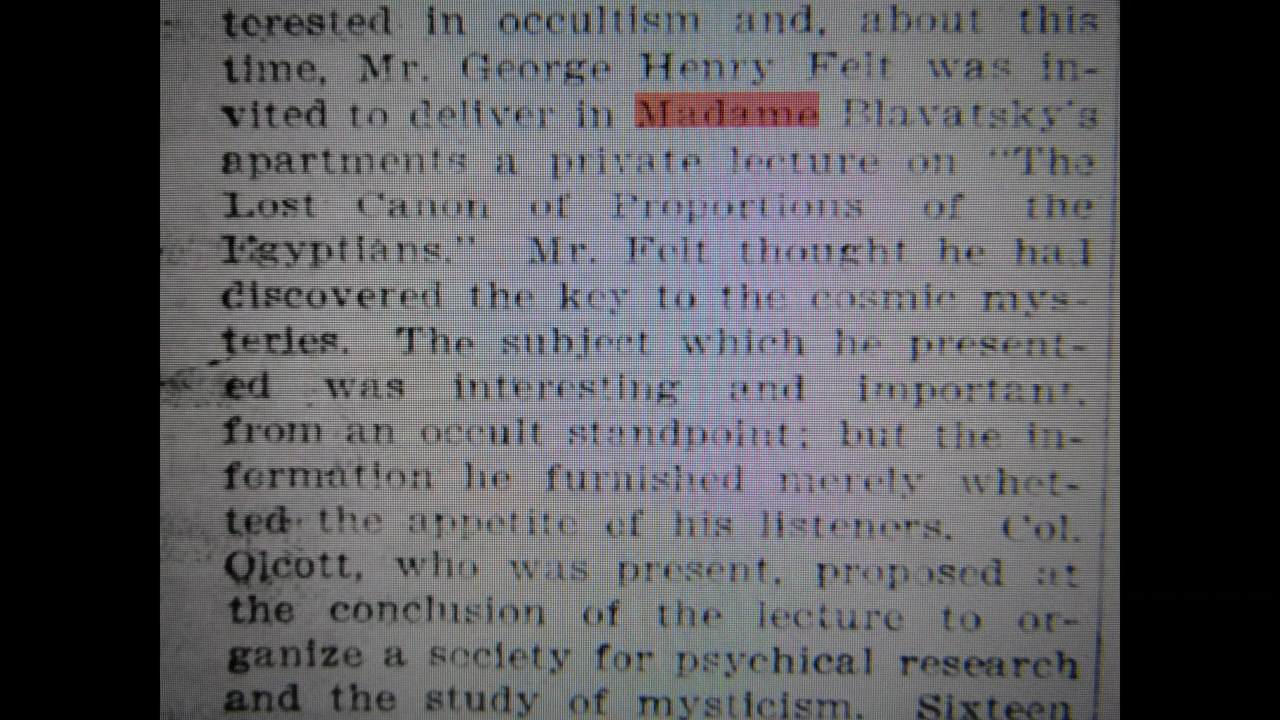 terested in occultism and, about this
time, Mr. George Henry Felt was in-
vited to deliver in Madame Blavatsky's
apartments a private lecture on "The
Lost Canon of Proportions of the
Egyptians." Mr. Felt thought he had
discovered the key to the cosmic mys-
teries. The subject which he present-
ed was interesting and important,
from an occult standpoint; but the in-
formation he furnished merely whet-
ted the appetite of his listeners. Col.
Olcott, who was present, proposed at
the conclusion of the lecture to or-
ganize a society for psychical research
and the study of mysticism. Sixteen